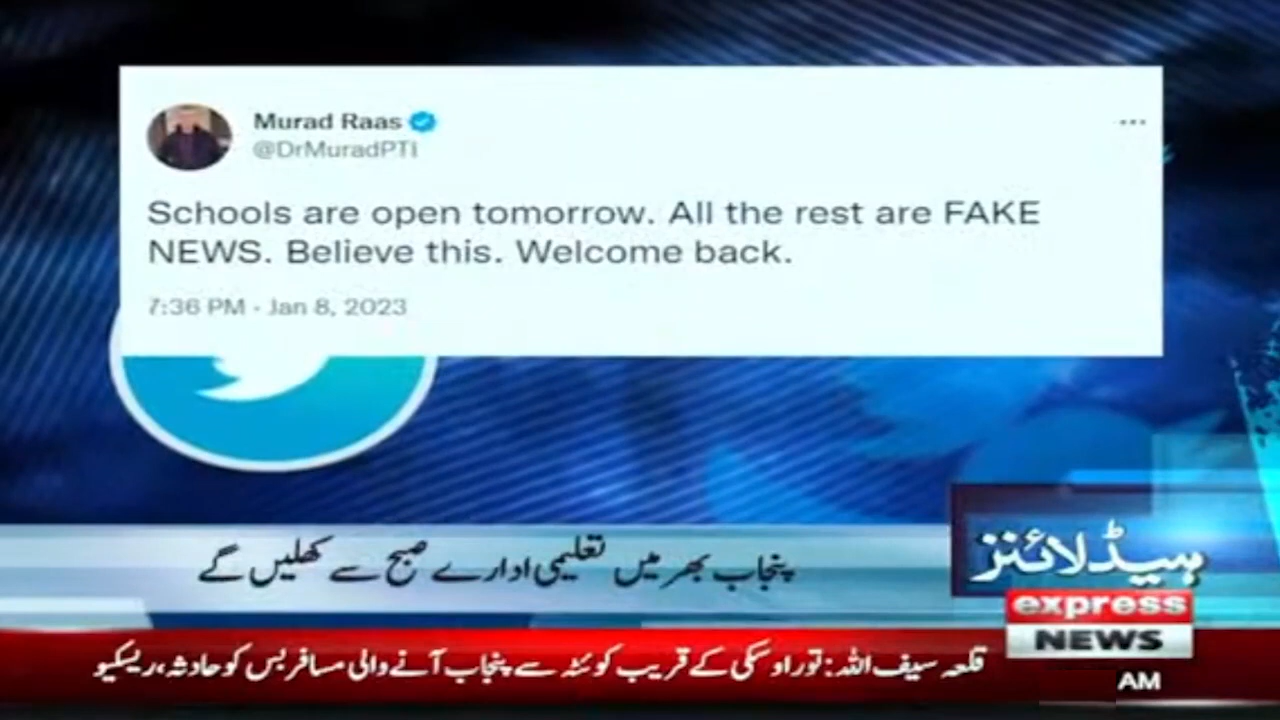 Murad Raas
@DrMuradPTI
Schools are open tomorrow. All the rest are FAKE
NEWS. Believe this. Welcome back.
7:36 PM - Jan 8, 2023
پنجاب بھر میں تعلیمی ادارے صبح سے کھلیں گے
ہیڈلائنز
express
NEWS
قلعہ سیف اللہ: توراوسکی کے قریب کوئٹہ سے پنجاب آنے والی مسافر بس کو حادثہ، ریسکیو
AM